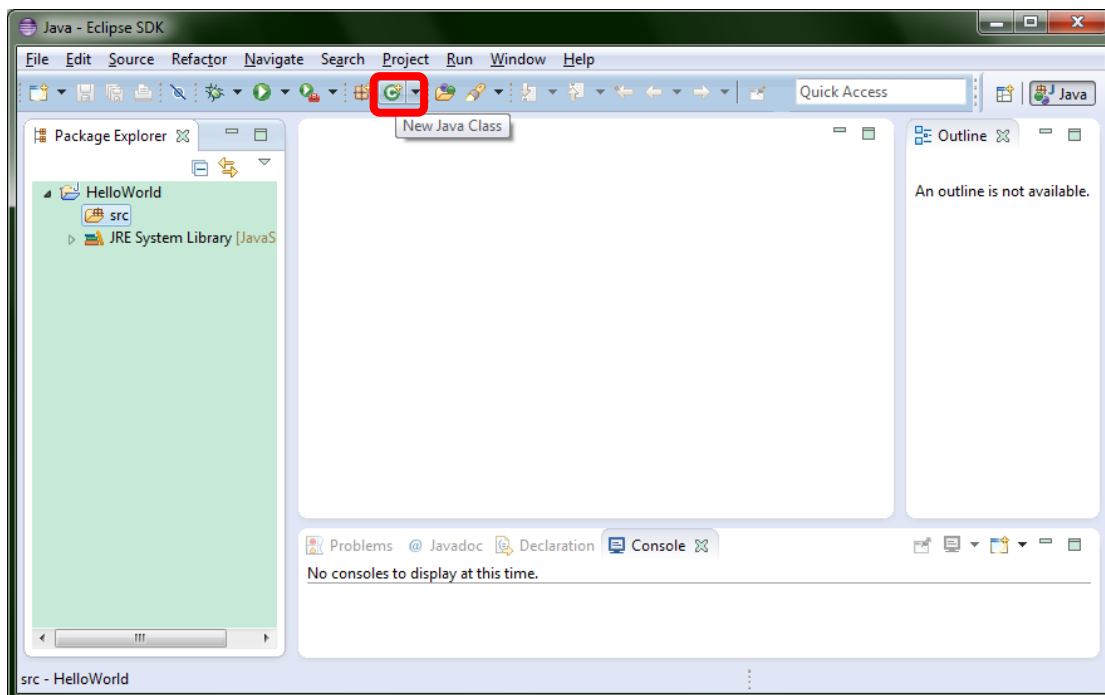 Java - Eclipse SDK
File Edit Source Refactor Navigate Search Project Run Window Help
Quick Access
Java
New Java Class
Package Explorer
Outline
HelloWorld
src
JRE System Library [JavaS
An outline is not available.
Problems @ Javadoc Declaration Console
No consoles to display at this time.
src - HelloWorld